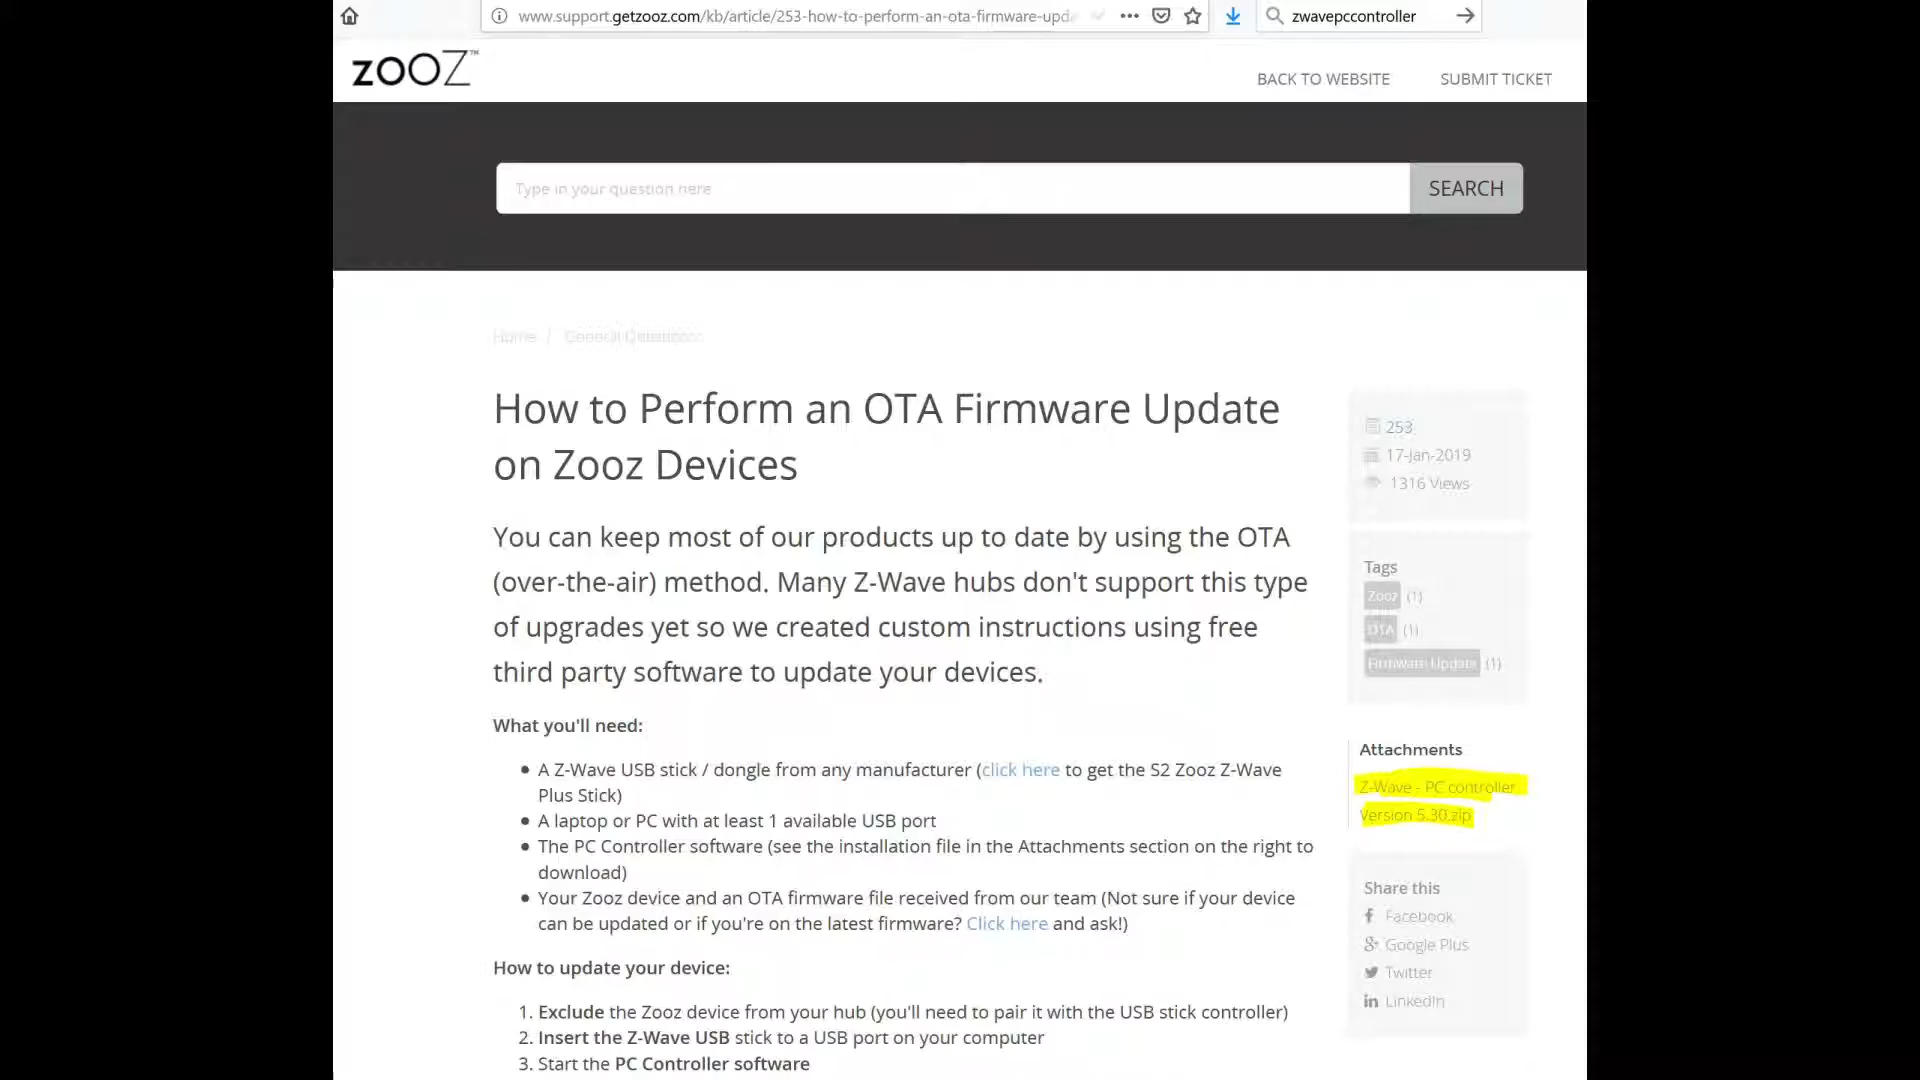 www.support.getzooz.com/kb/article/253-how-to-perform-an-ota-firmware-upda
zwavepccontroller
zooZ™
BACK TO WEBSITE
SUBMIT TICKET
Type in your question here
SEARCH
Home / General Questions
How to Perform an OTA Firmware Update
on Zooz Devices
You can keep most of our products up to date by using the OTA
(over-the-air) method. Many Z-Wave hubs don't support this type
of upgrades yet so we created custom instructions using free
third party software to update your devices.
What you'll need:
• A Z-Wave USB stick / dongle from any manufacturer (click here to get the S2 Zooz Z-Wave
Plus Stick)
• A laptop or PC with at least 1 available USB port
• The PC Controller software (see the installation file in the Attachments section on the right to
download)
• Your Zooz device and an OTA firmware file received from our team (Not sure if your device
can be updated or if you're on the latest firmware? Click here and ask!)
How to update your device:
1. Exclude the Zooz device from your hub (you'll need to pair it with the USB stick controller)
2. Insert the Z-Wave USB stick to a USB port on your computer
3. Start the PC Controller software
253
17-Jan-2019
1316 Views
Tags
Zooz (1)
OTA (1)
Firmware Update (1)
Attachments
Z-Wave - PC controller
Version 5.30.zip
Share this
Facebook
Google Plus
Twitter
LinkedIn